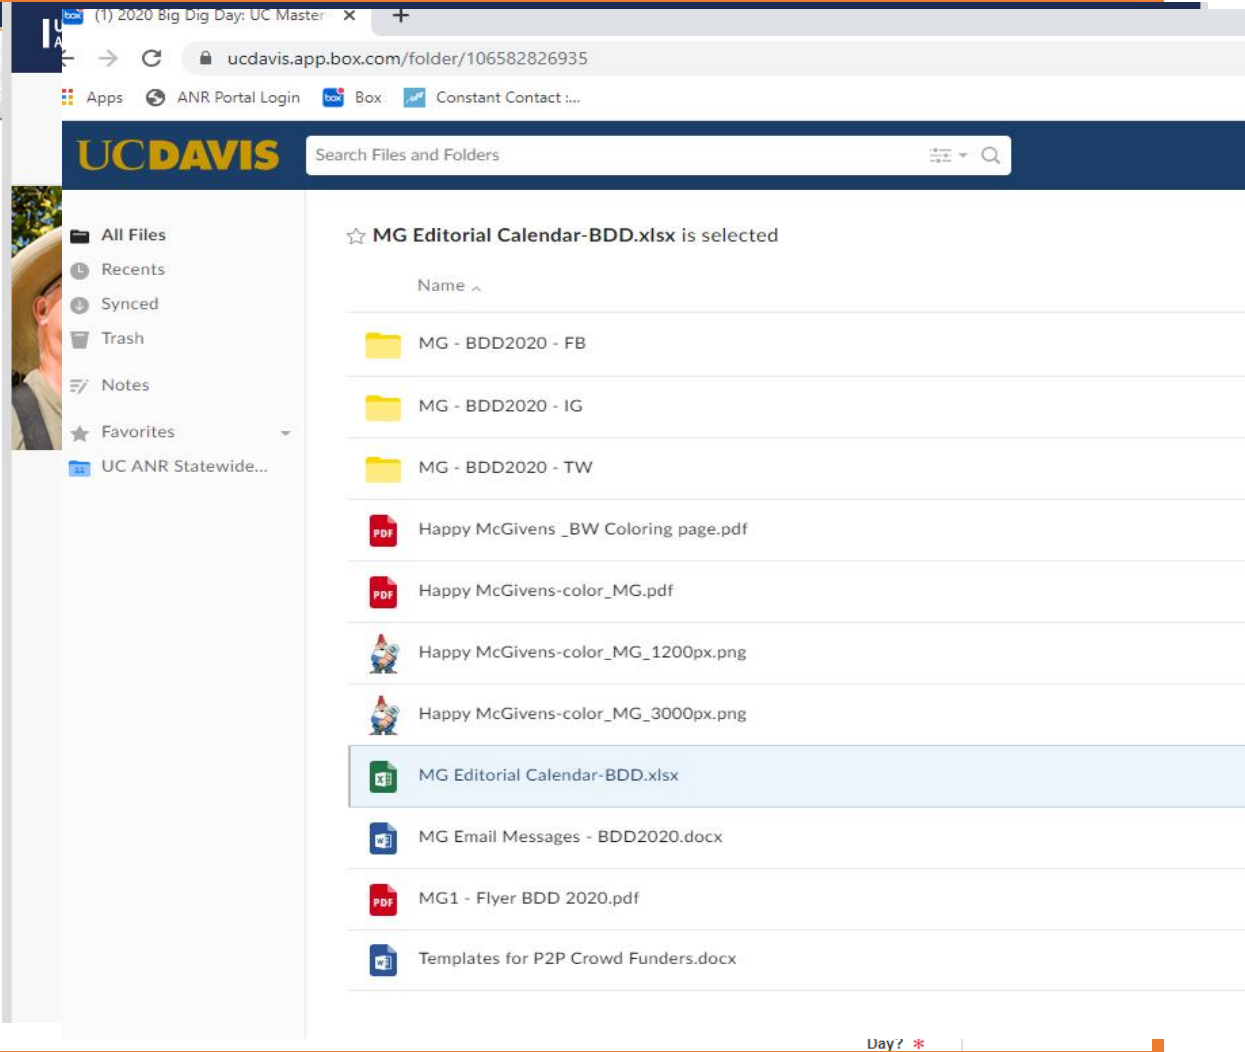 (1) 2020 Big Dig Day: UC Master
ucdavis.app.box.com/folder/106582826935
Apps ANR Portal Login box Box Constant Contact :...
UCDAVIS Search Files and Folders
All Files
Recents
Synced
Trash
Notes
Favorites
UC ANR Statewide...
MG Editorial Calendar-BDD.xlsx is selected
Name
MG - BDD2020 - FB
MG - BDD2020 - IG
MG - BDD2020 - TW
PDF Happy McGivens _BW Coloring page.pdf
PDF Happy McGivens-color_MG.pdf
Happy McGivens-color_MG_1200px.png
Happy McGivens-color_MG_3000px.png
MG Editorial Calendar-BDD.xlsx
MG Email Messages - BDD2020.docx
PDF MG1 - Flyer BDD 2020.pdf
Templates for P2P Crowd Funders.docx
Day? *